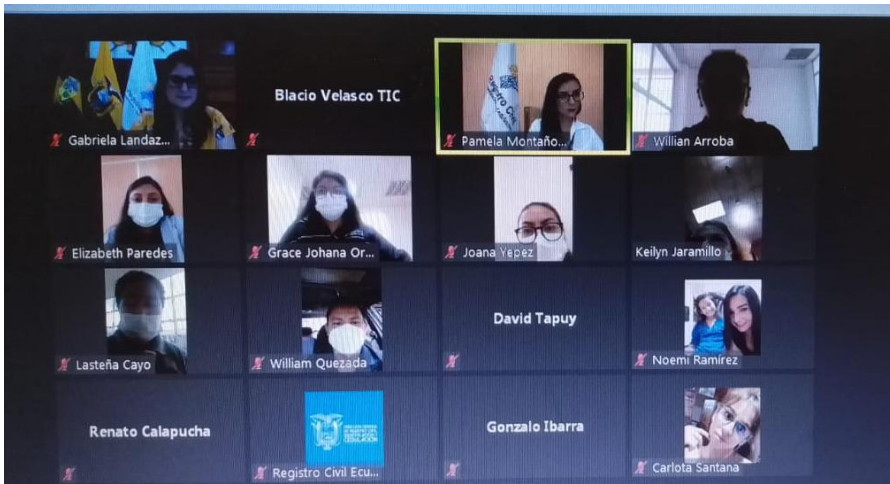 Gabriela Landaz...
Blacio Velasco TIC
Pamela Montaño...
Willian Arroba
Elizabeth Paredes
Grace Johana Or...
Joana Yepez
Keilyn Jaramillo
Lasteña Cayo
William Quezada
David Tapuy
Noemi Ramírez
Renato Calapucha
Registro Civil Ecu...
Gonzalo Ibarra
Carlota Santana